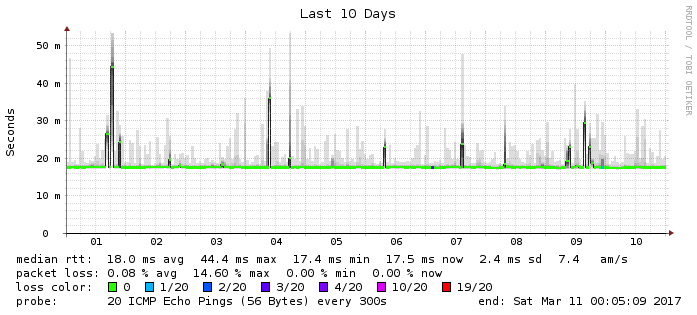 Last 10 Days
RRDTOOL / TOBI OETIKER
Seconds
50 m
40 m
30 m
20 m
10 m
0
01 02 03 04 05 06 07 08 09 10
median rtt: 18.0 ms avg 44.4 ms max 17.4 ms min 17.5 ms now 2.4 ms sd 7.4 am/s
packet loss: 0.08 % avg 14.60 % max 0.00 % min 0.00 % now
loss color: 0 1/20 2/20 3/20 4/20 10/20 19/20
probe: 20 ICMP Echo Pings (56 Bytes) every 300s end: Sat Mar 11 00:05:09 2017